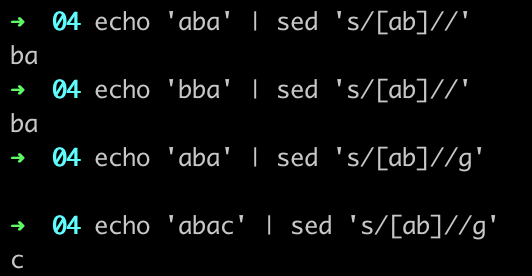 ➜ 04 echo 'aba' | sed 's/[ab]//'
ba
➜ 04 echo 'bba' | sed 's/[ab]//'
ba
➜ 04 echo 'aba' | sed 's/[ab]//g'

➜ 04 echo 'abac' | sed 's/[ab]//g'
c